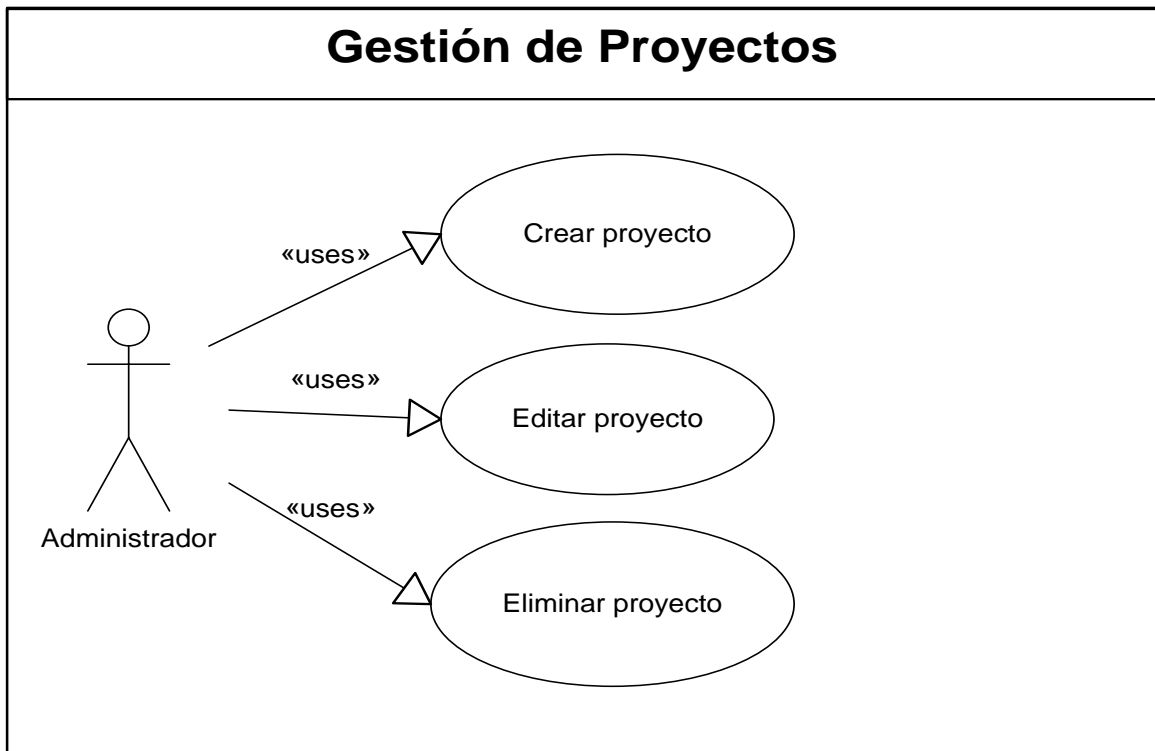 Gestión de Proyectos
Crear proyecto
«uses»
«uses»
Editar proyecto
«uses»
Administrador
Eliminar proyecto